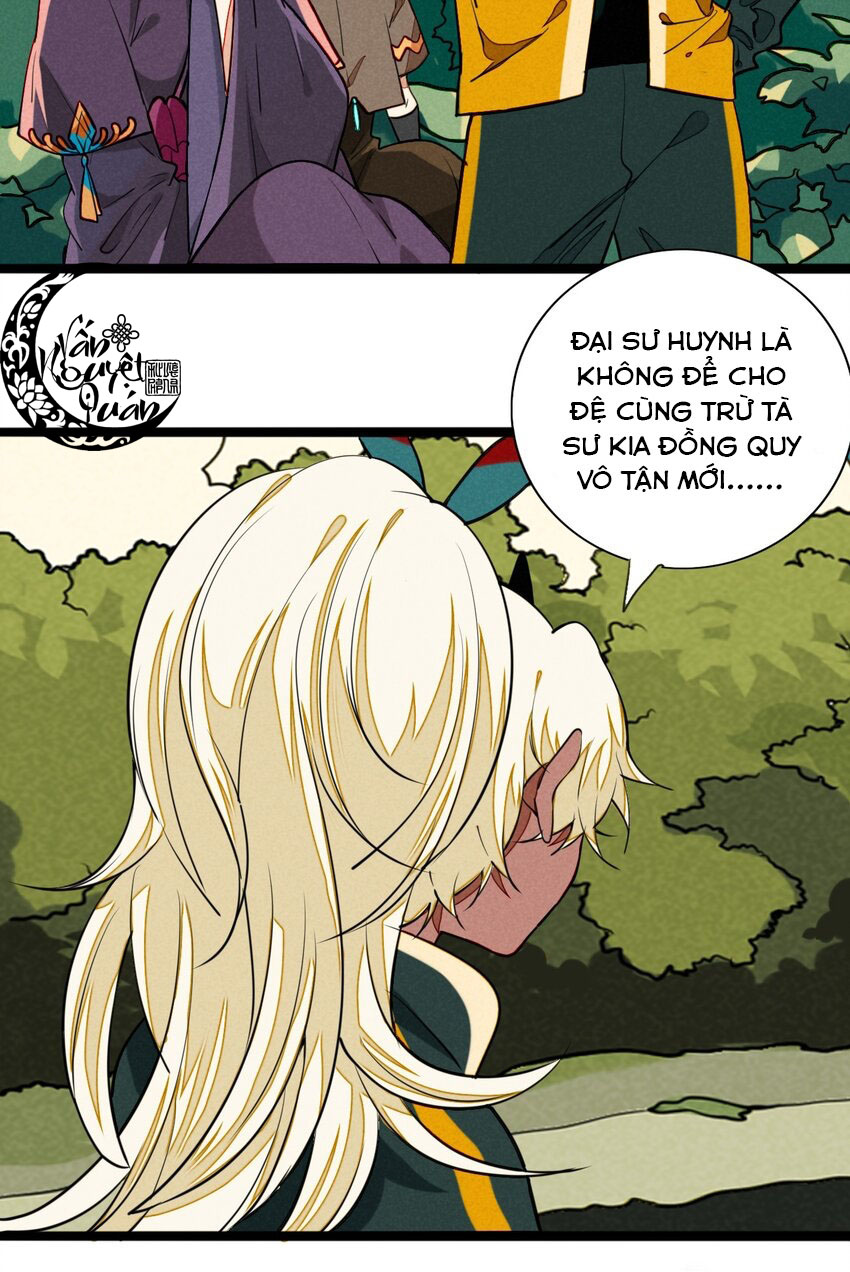 Vấn
Nguyệt
Quán
ĐẠI SƯ HUYNH LÀ
KHÔNG ĐỂ CHO
ĐỆ CÙNG TRỪ TÀ
SƯ KIA ĐỒNG QUY
VÔ TẬN MỚI......